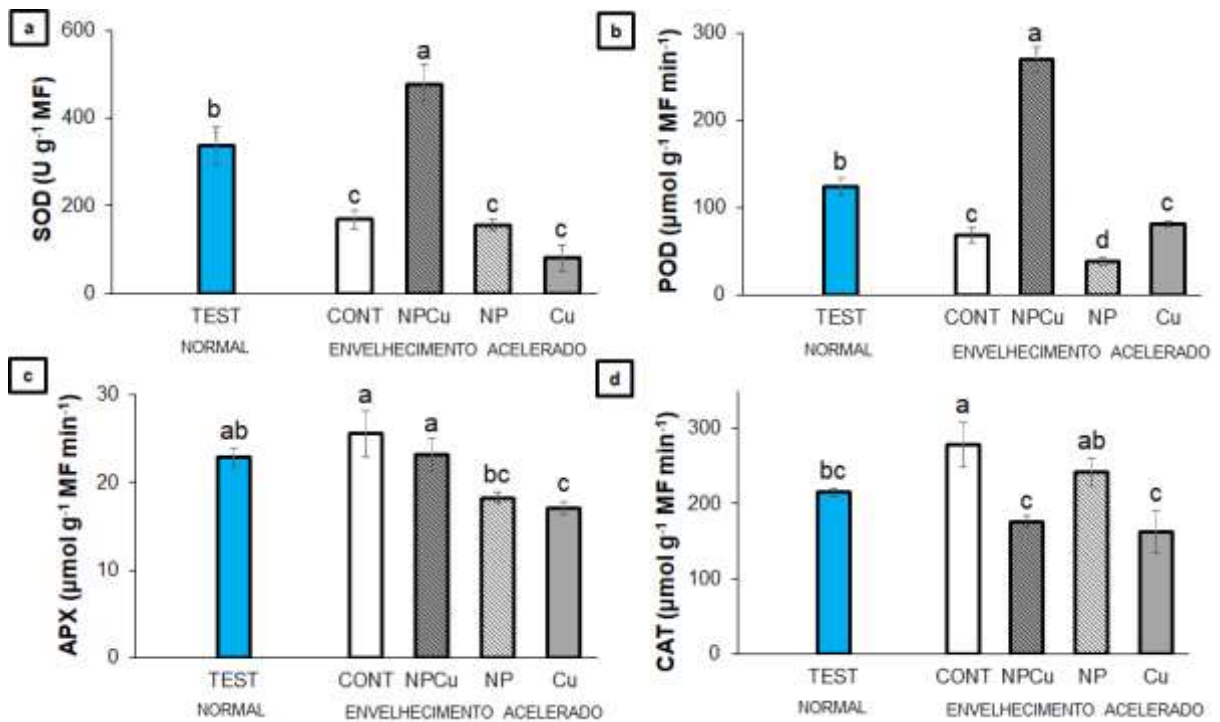 a
SOD (U g⁻¹ MF)
600
400
200
0
b
a
c
c
c
TEST
CONT NPCu NP Cu
NORMAL
ENVELHECIMENTO ACELERADO
b
POD (µmol g⁻¹ MF min⁻¹)
300
200
100
0
b
a
c
d
c
TEST
CONT NPCu NP Cu
NORMAL
ENVELHECIMENTO ACELERADO
c
APX (µmol g⁻¹ MF min⁻¹)
30
20
10
0
ab
a
a
bc
c
TEST
CONT NPCu NP Cu
NORMAL
ENVELHECIMENTO ACELERADO
d
CAT (µmol g⁻¹ MF min⁻¹)
300
200
100
0
bc
a
c
ab
c
TEST
CONT NPCu NP Cu
NORMAL
ENVELHECIMENTO ACELERADO